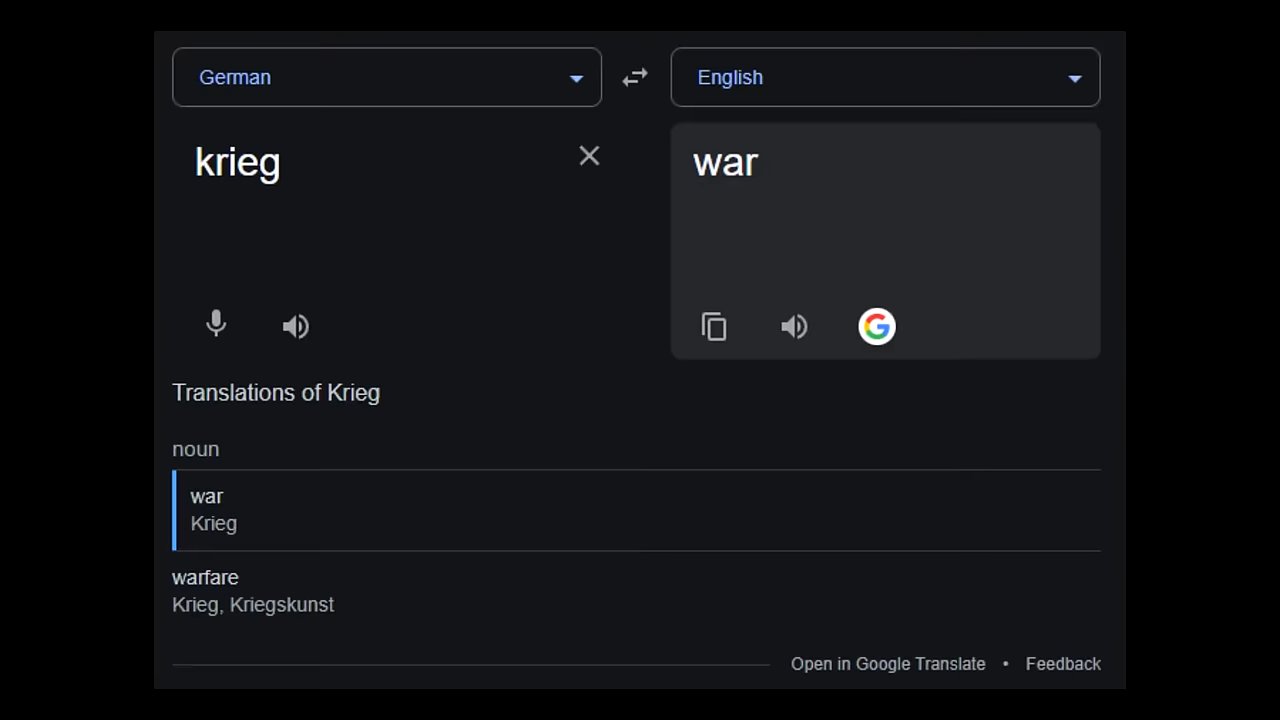 German
English
krieg
war
Translations of Krieg
noun
war
Krieg
warfare
Krieg, Kriegskunst
Open in Google Translate • Feedback